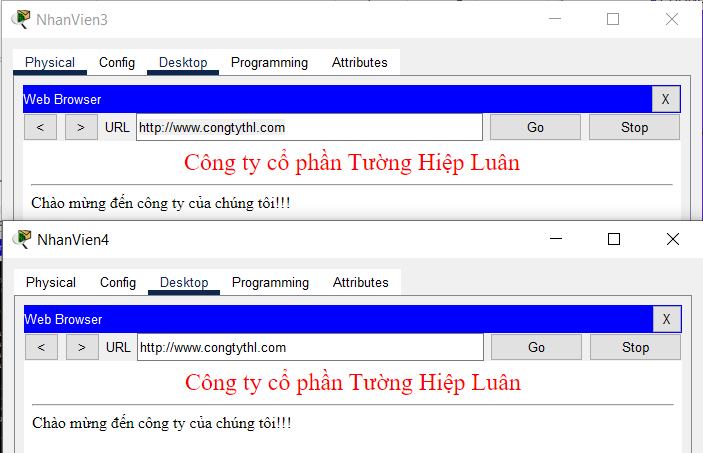 NhanVien3
Physical Config Desktop Programming Attributes
Web Browser X
< > URL http://www.congtythl.com Go Stop
Công ty cổ phần Tường Hiệp Luân
Chào mừng đến công ty của chúng tôi!!!
NhanVien4
Physical Config Desktop Programming Attributes
Web Browser X
< > URL http://www.congtythl.com Go Stop
Công ty cổ phần Tường Hiệp Luân
Chào mừng đến công ty của chúng tôi!!!